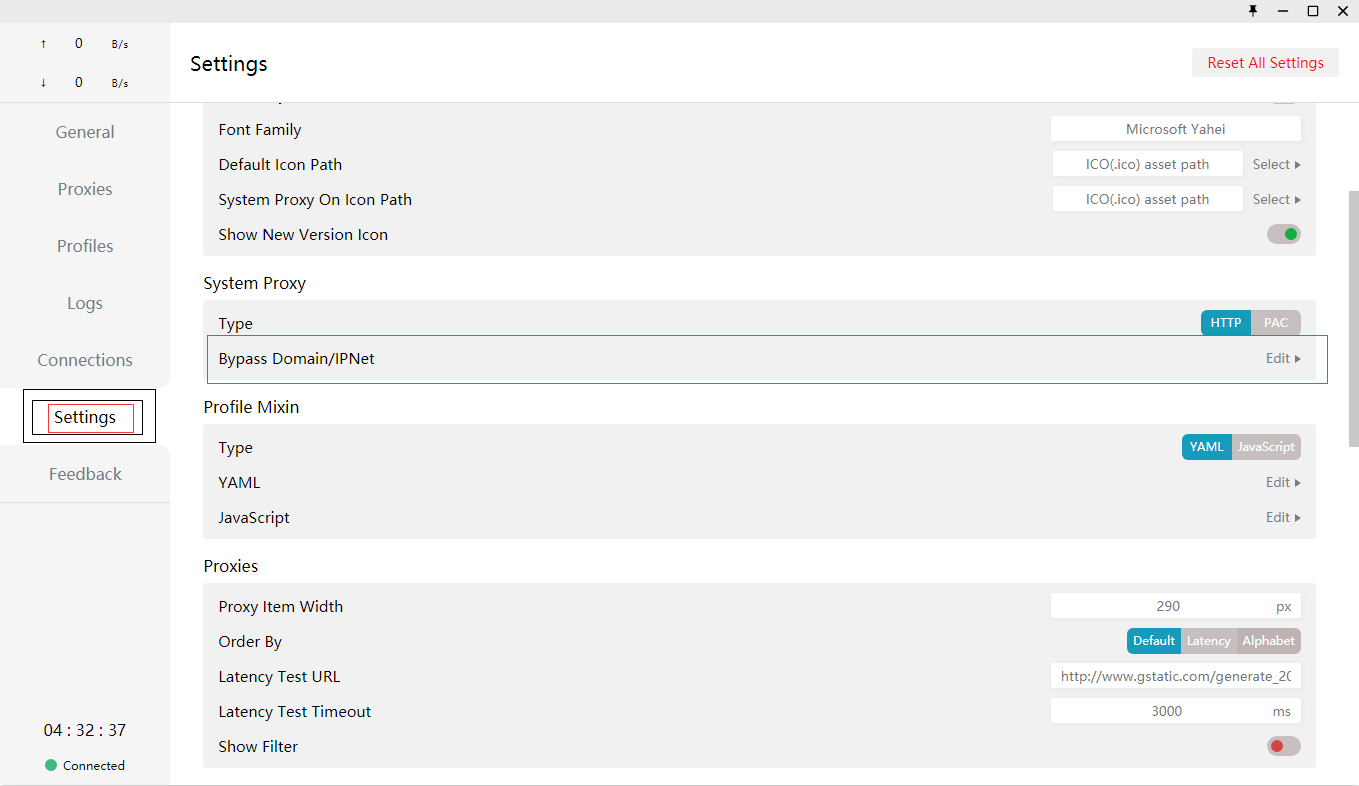 ↑ 0 B/s
↓ 0 B/s
Settings
Reset All Settings
General
Proxies
Profiles
Logs
Connections
Settings
Feedback
04 : 32 : 37
Connected
Font Family Microsoft Yahei
Default Icon Path ICO(.ico) asset path Select
System Proxy On Icon Path ICO(.ico) asset path Select
Show New Version Icon
System Proxy
Type HTTP PAC
Bypass Domain/IPNet Edit
Profile Mixin
Type YAML JavaScript
YAML Edit
JavaScript Edit
Proxies
Proxy Item Width 290 px
Order By Default Latency Alphabet
Latency Test URL http://www.gstatic.com/generate_20
Latency Test Timeout 3000 ms
Show Filter